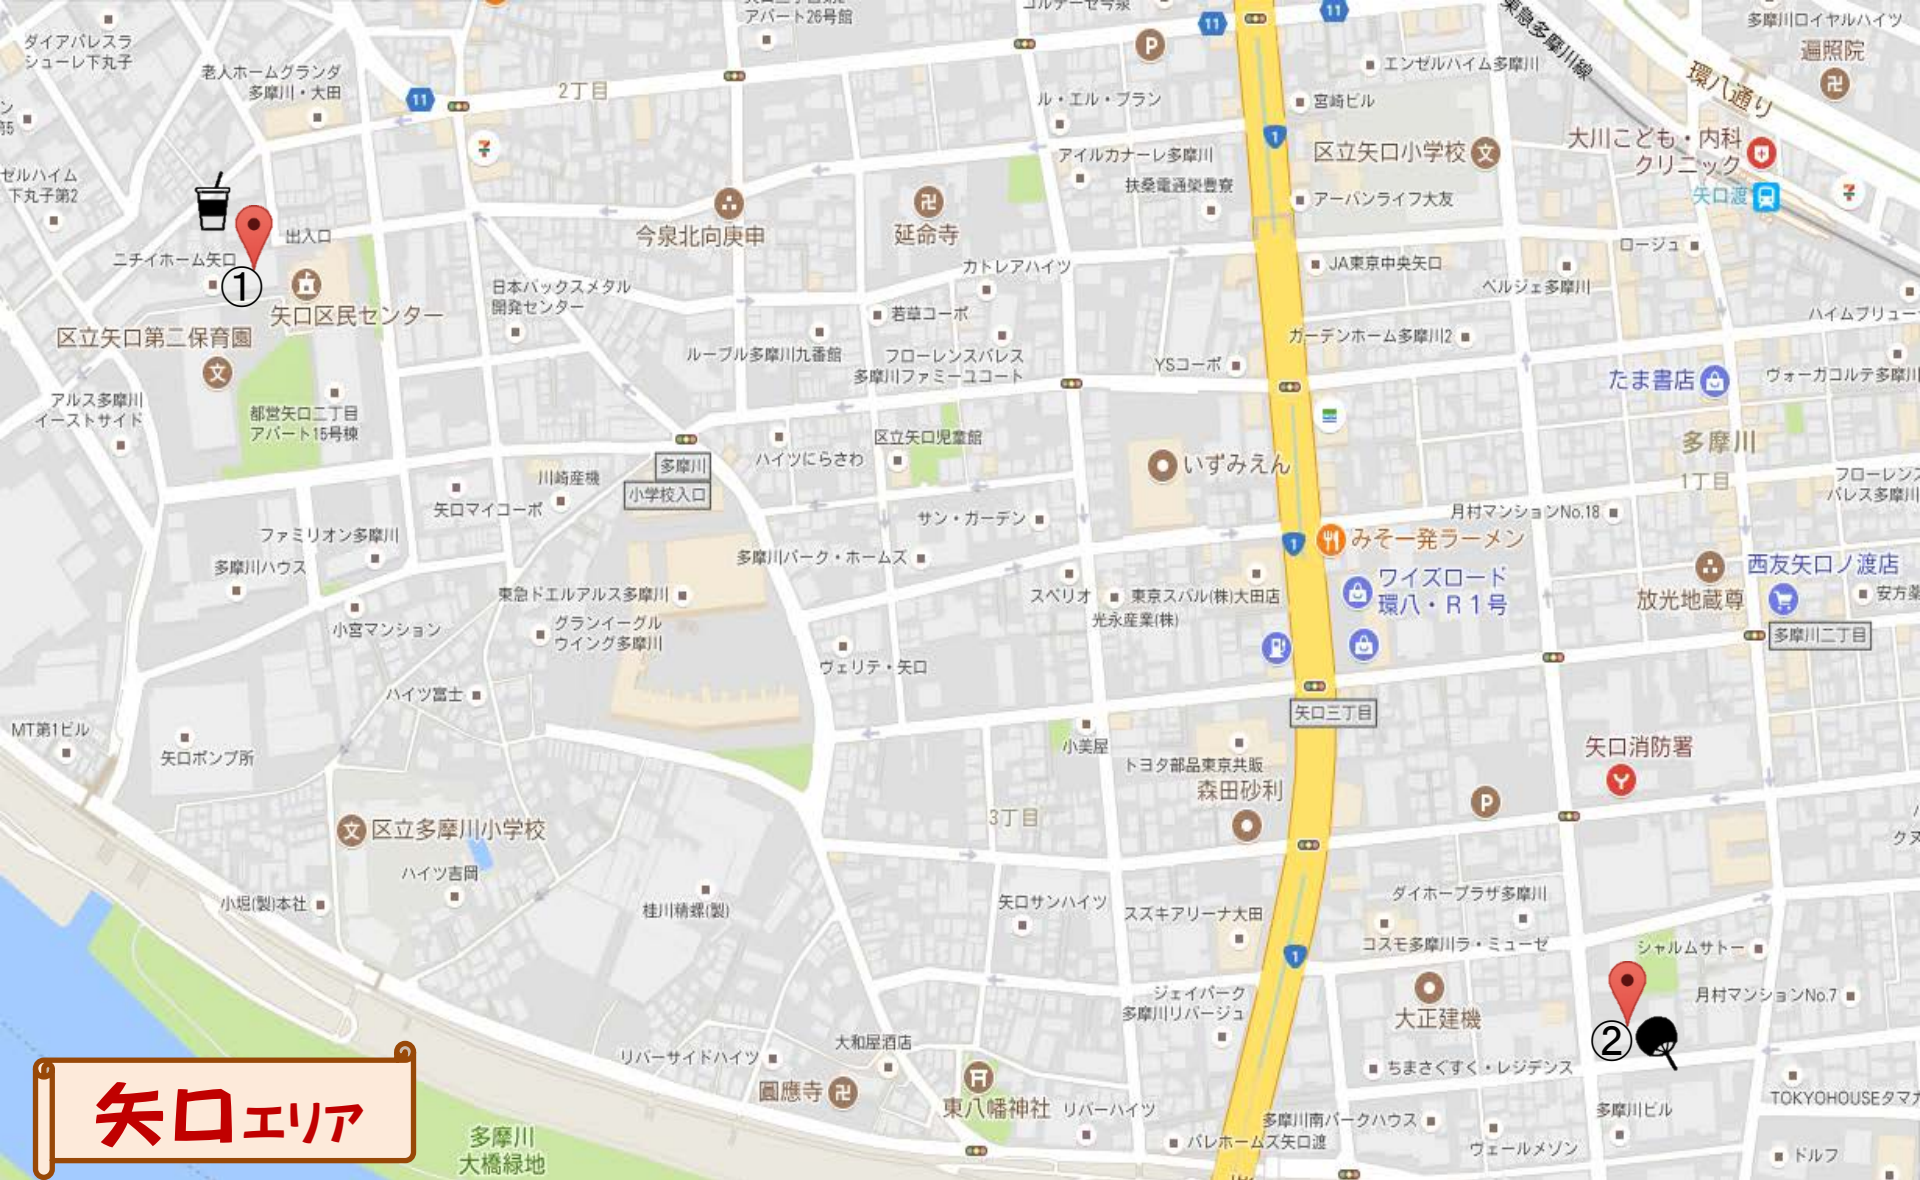 アパート26号館
コルテーゼ今泉
11
11
多摩川ロイヤルハイツ
遍照院
東急多摩川線
環八通り
ダイアパレスラ
シューレ下丸子
老人ホームグランダ
多摩川・大田
11
2丁目
P
エンゼルハイム多摩川
ル・エル・ブラン
宮崎ビル
1
大川こども・内科
クリニック
区立矢口小学校
文
アイルカナーレ多摩川
扶桑電通榮豊寮
アーバンライフ大友
矢口渡
ゼルハイム
下丸子第2
出入口
今泉北向庚申
延命寺
ロージュ
ニチイホーム矢口
①
矢口区民センター
日本パックスメタル
開発センター
カトレアハイツ
JA東京中央矢口
ベルジェ多摩川
若草コーポ
ハイムブリュー
区立矢口第二保育園
文
ルーブル多摩川九番館
フローレンスパレス
多摩川ファミーユコート
YSコーポ
ガーデンホーム多摩川2
たま書店
ヴォーガコルテ多摩川
アルス多摩川
イーストサイド
都営矢口二丁目
アパート15号棟
区立矢口児童館
多摩川
1丁目
多摩川
小学校入口
ハイツにらさわ
いずみえん
川崎産機
矢口マイコーポ
フローレンス
パレス多摩川
サン・ガーデン
月村マンションNo.18
ファミリオン多摩川
多摩川ハウス
多摩川パーク・ホームズ
1
みそ一発ラーメン
ワイズロード
環八・R1号
西友矢口ノ渡店
放光地蔵尊
安方薬
東急ドエルアルス多摩川
スペリオ
東京スバル(株)大田店
光永産業(株)
小宮マンション
グランイーグル
ウイング多摩川
多摩川二丁目
ヴェリテ・矢口
ハイツ富士
矢口三丁目
MT第1ビル
矢口ポンプ所
小美屋
トヨタ部品東京共販
森田砂利
矢口消防署
P
3丁目
文
区立多摩川小学校
ハイツ吉岡
小堀(製)本社
桂川精螺(製)
矢口サンハイツ
スズキアリーナ大田
ダイホープラザ多摩川
コスモ多摩川ラ・ミューゼ
シャルムサトー
1
ジェイパーク
多摩川リバージュ
大正建機
月村マンションNo.7
②
大和屋酒店
リバーサイドハイツ
圓應寺
東八幡神社
リバーハイツ
ちまさぐすく・レジデンス
TOKYOHOUSEタマガ
多摩川南パークハウス
多摩川ビル
パレホームズ矢口渡
ヴェールメゾン
ドルフ
多摩川
大橋緑地
矢口エリア